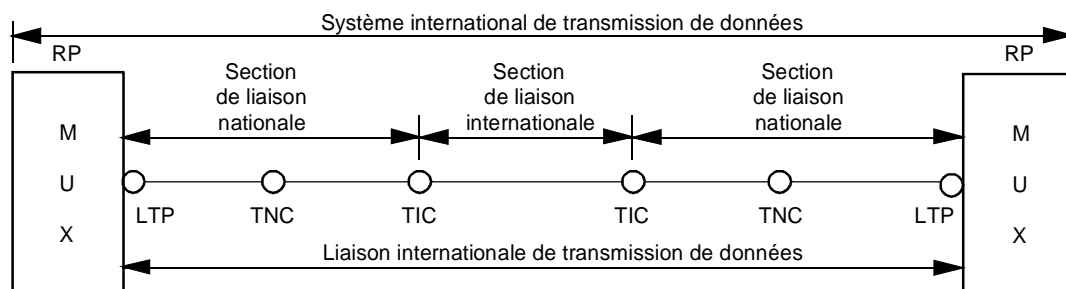 Système international de transmission de données
RP
RP
Section
de liaison
nationale
Section
de liaison
internationale
Section
de liaison
nationale
M
U
X
M
U
X
LTP
TNC
TIC
TIC
TNC
LTP
Liaison internationale de transmission de données